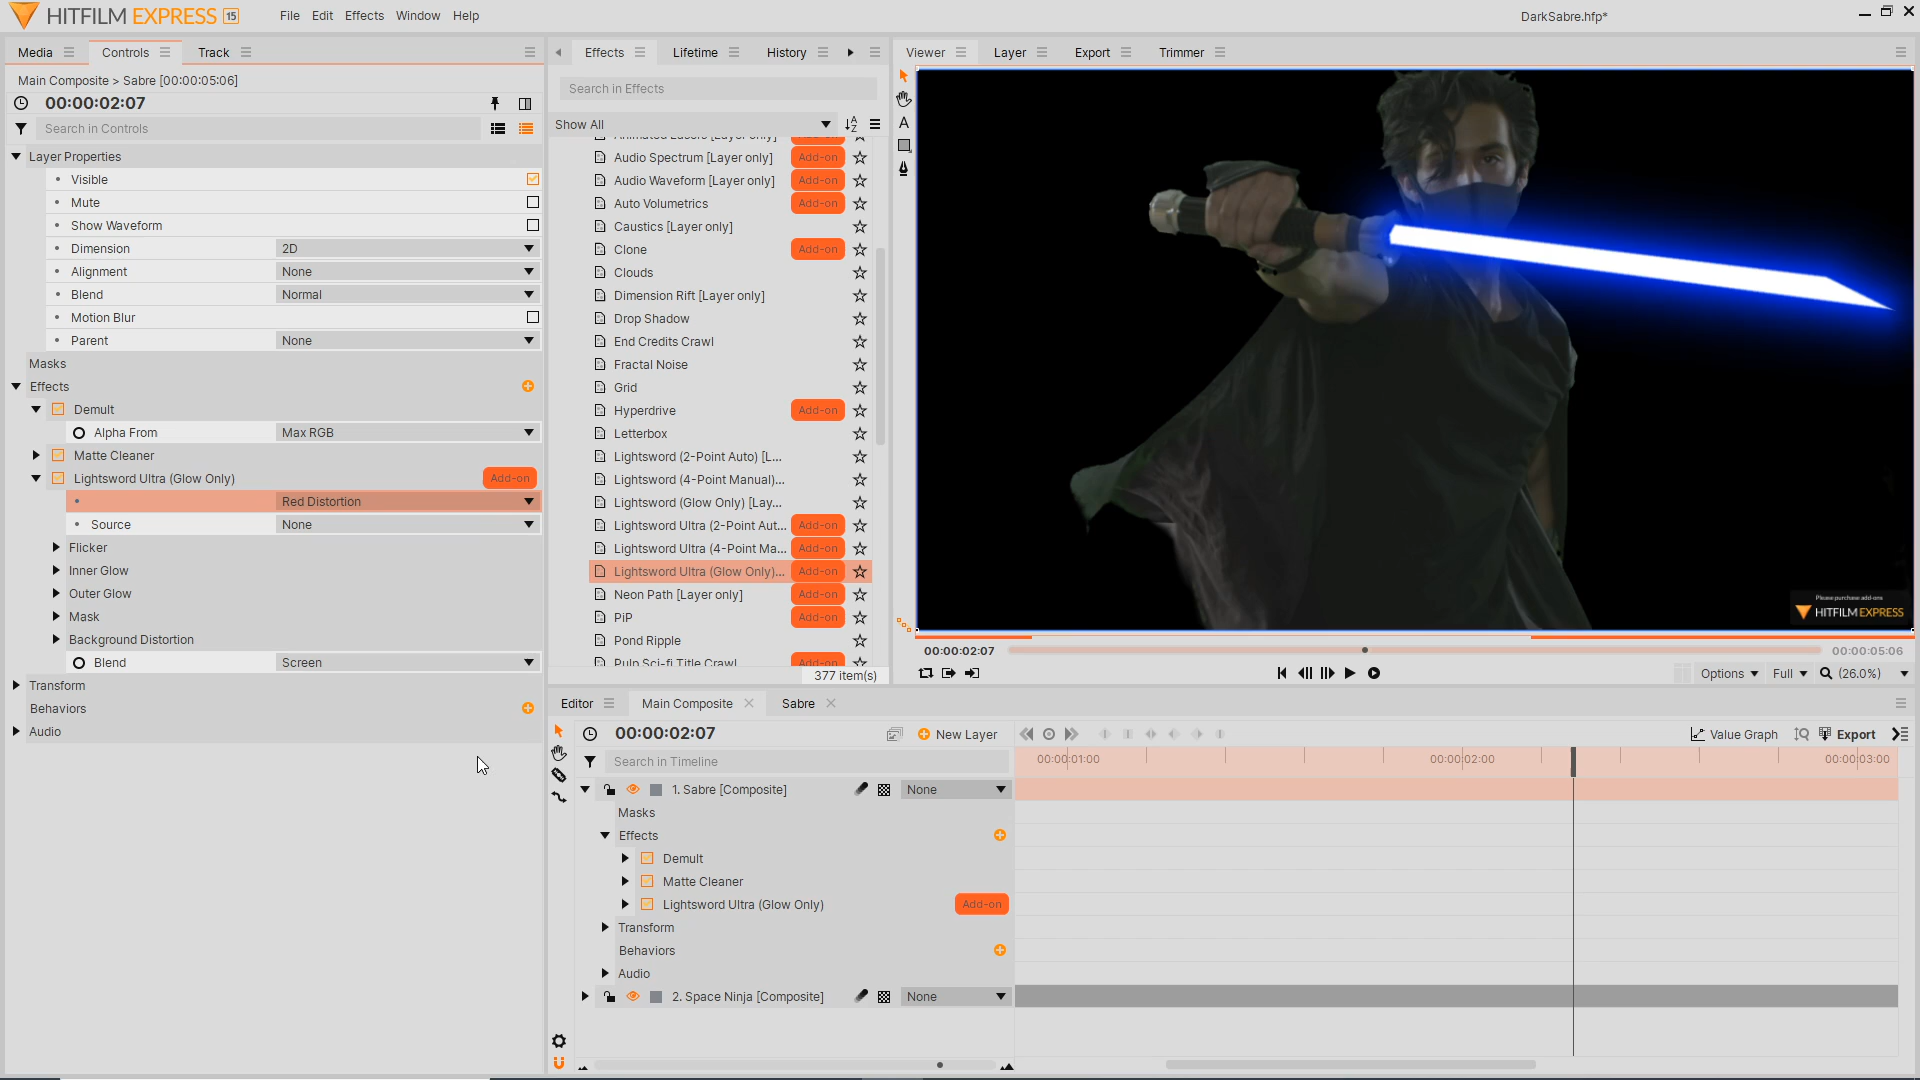 HITFILM EXPRESS 15
File Edit Effects Window Help
DarkSabre.hfp*
Media
Controls
Track
Main Composite > Sabre [00:00:05:06]
00:00:02:07
Search in Controls
Layer Properties
Visible
Mute
Show Waveform
Dimension 2D
Alignment None
Blend Normal
Motion Blur
Parent None
Masks
Effects
Demult
Alpha From Max RGB
Matte Cleaner
Lightsword Ultra (Glow Only) Add-on
Red Distortion
Source None
Flicker
Inner Glow
Outer Glow
Mask
Background Distortion
Blend Screen
Transform
Behaviors
Audio
Effects
Lifetime
History
Search in Effects
Show All
Audio Spectrum [Layer only] Add-on
Audio Waveform [Layer only] Add-on
Auto Volumetrics Add-on
Caustics [Layer only]
Clone Add-on
Clouds
Dimension Rift [Layer only]
Drop Shadow
End Credits Crawl
Fractal Noise
Grid
Hyperdrive Add-on
Letterbox
Lightsword (2-Point Auto) [L...
Lightsword (4-Point Manual)...
Lightsword (Glow Only) [Lay...
Lightsword Ultra (2-Point Aut... Add-on
Lightsword Ultra (4-Point Ma... Add-on
Lightsword Ultra (Glow Only)... Add-on
Neon Path [Layer only] Add-on
PiP Add-on
Pond Ripple
Pulp Sci-fi Title Crawl Add-on
377 item(s)
Viewer
Layer
Export
Trimmer
A
Please purchase add-ons
HITFILM EXPRESS
00:00:02:07
00:00:05:06
Options
Full
(26.0%)
Editor
Main Composite
Sabre
00:00:02:07
New Layer
Value Graph
Export
Search in Timeline
00:00:01:00
00:00:02:00
00:00:03:00
1. Sabre [Composite] None
Masks
Effects
Demult
Matte Cleaner
Lightsword Ultra (Glow Only) Add-on
Transform
Behaviors
Audio
2. Space Ninja [Composite] None